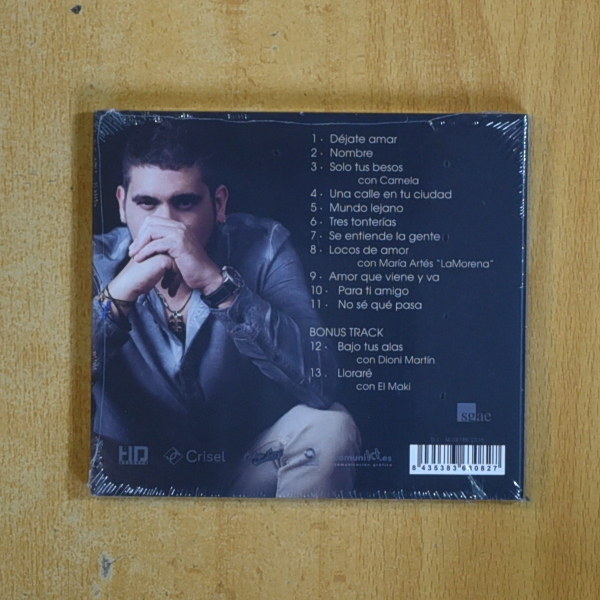 1 · Déjate amar
2 · Nombre
3 · Solo tus besos
con Camela
4 · Una calle en tu ciudad
5 · Mundo lejano
6 · Tres tonterías
7 · Se entiende la gente
8 · Locos de amor
con María Artés "LaMorena"
9 · Amor que viene y va
10 · Para ti amigo
11 · No sé qué pasa
BONUS TRACK
12 · Bajo tus alas
con Dioni Martín
13 . Lloraré
con El Maki
sgae
Crisel
8 435383 610827